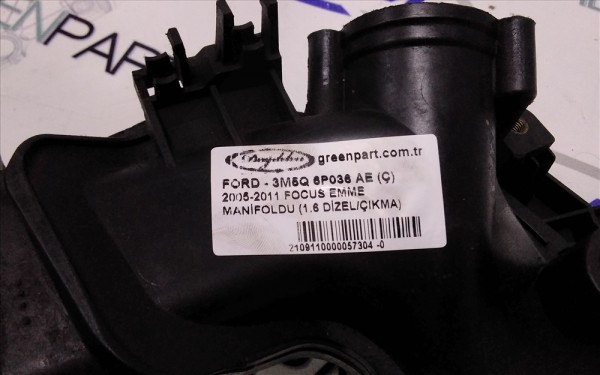 ENPART
greenpart.com.tr
FORD - 3M5Q 6P036 AE (Ç)
2005-2011 FOCUS EMME
MANİFOLDU (1.6 DİZEL/ÇIKMA)
2109110000057304 -0